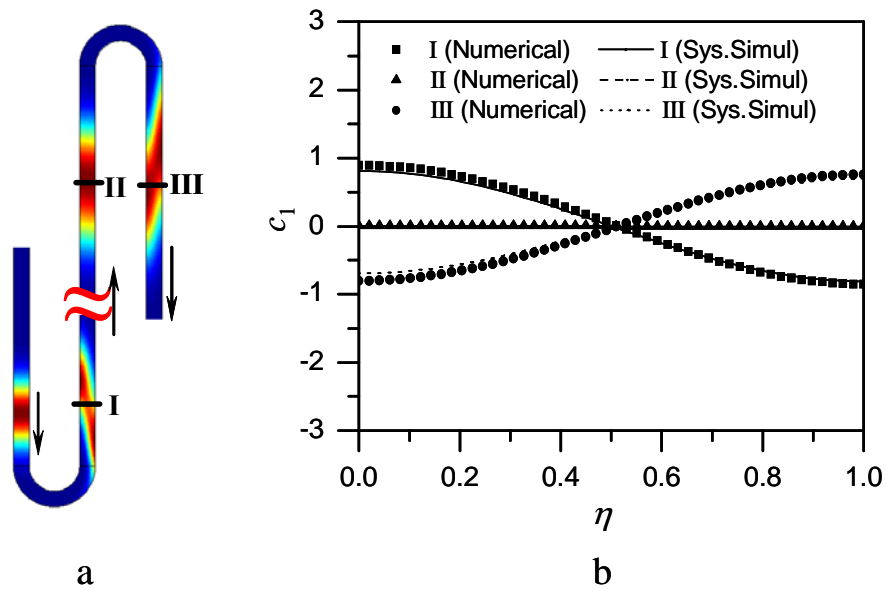 II
III
I
a
3
2
1
0
-1
-2
-3
c1
I (Numerical) I (Sys.Simul)
II (Numerical) II (Sys.Simul)
III (Numerical) III (Sys.Simul)
0.0 0.2 0.4 0.6 0.8 1.0
η
b